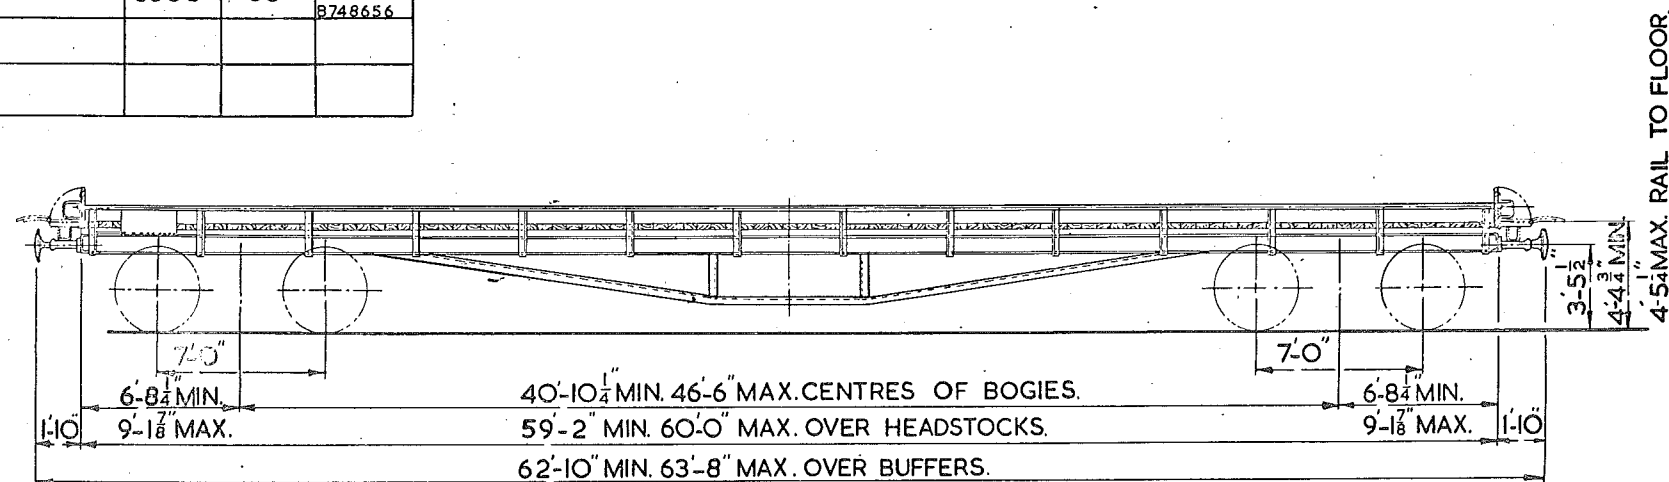 B748656
4'-5¼" MAX. RAIL TO FLOOR.
4'-4¾" MIN.
3'-5½"
7'-0"
7'-0"
6'-8¼" MIN.
40'-10¼" MIN. 46'-6" MAX. CENTRES OF BOGIES.
6'-8¼" MIN.
1'-10"
9'-1⅞" MAX.
59'-2" MIN. 60'-0" MAX. OVER HEADSTOCKS.
9'-1⅞" MAX.
1'-10"
62'-10" MIN. 63'-8" MAX. OVER BUFFERS.